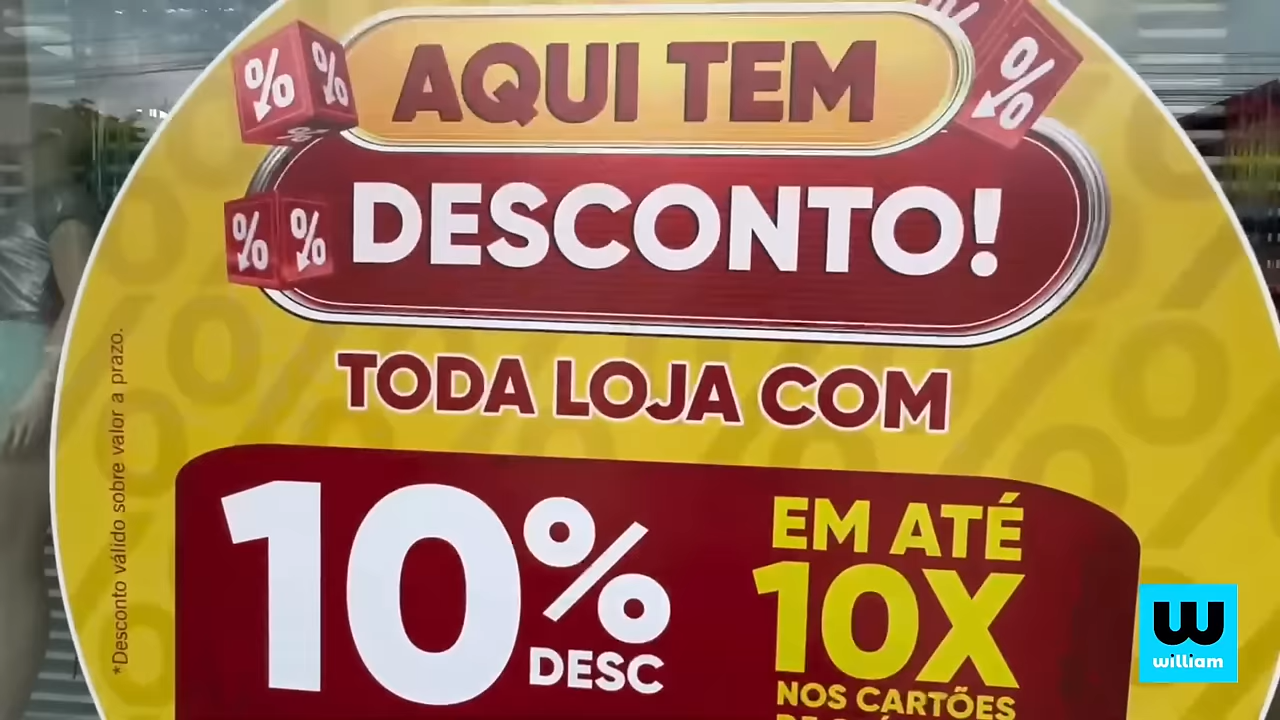 AQUI TEM
DESCONTO!
TODA LOJA COM
10%
DESC
EM ATÉ
10X
NOS CARTÕES
*Desconto válido sobre valor a prazo.
W
william